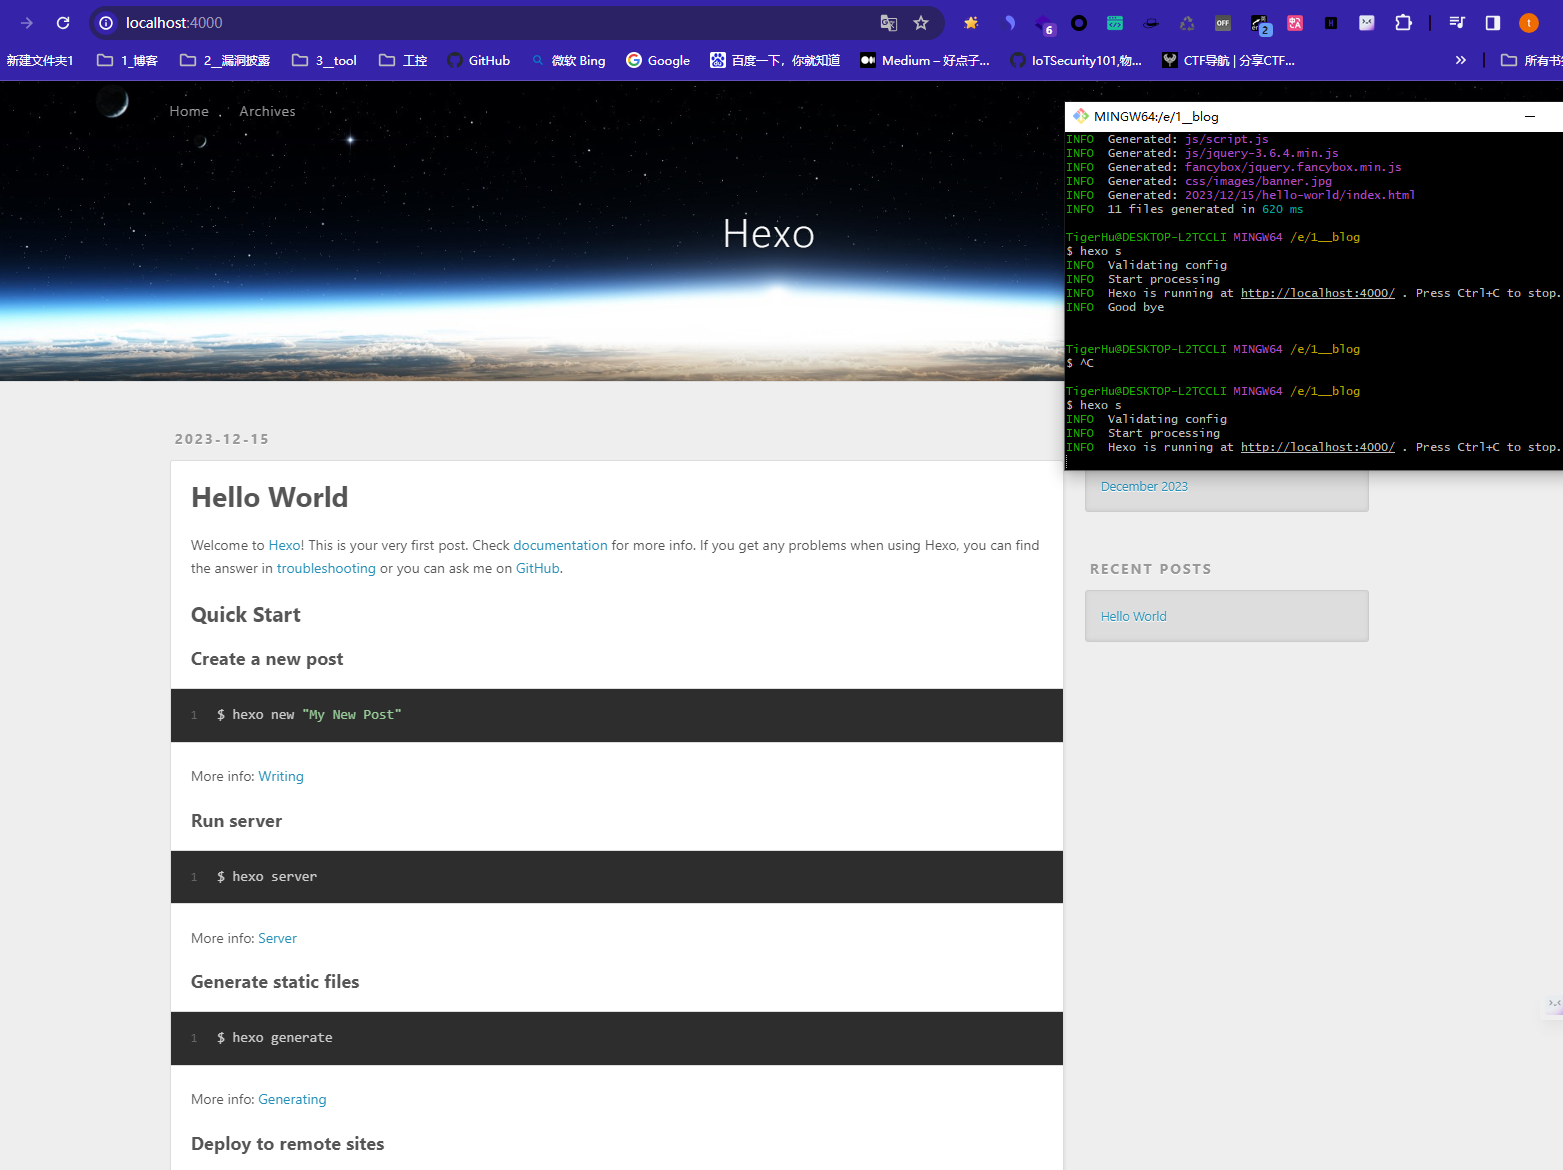 localhost:4000
OFF
6
2
t
新建文件夹1
1_博客
2__漏洞披露
3__tool
工控
GitHub
微软 Bing
Google
百度一下，你就知道
Medium – 好点子...
IoTSecurity101,物...
CTF导航 | 分享CTF...
»
所有书
Home
Archives
Hexo
MINGW64:/e/1__blog
INFO  Generated: js/script.js
INFO  Generated: js/jquery-3.6.4.min.js
INFO  Generated: fancybox/jquery.fancybox.min.js
INFO  Generated: css/images/banner.jpg
INFO  Generated: 2023/12/15/hello-world/index.html
INFO  11 files generated in 620 ms
TigerHu@DESKTOP-L2TCCLI MINGW64 /e/1__blog
$ hexo s
INFO  Validating config
INFO  Start processing
INFO  Hexo is running at http://localhost:4000/ . Press Ctrl+C to stop.
INFO  Good bye
TigerHu@DESKTOP-L2TCCLI MINGW64 /e/1__blog
$ ^C
TigerHu@DESKTOP-L2TCCLI MINGW64 /e/1__blog
$ hexo s
INFO  Validating config
INFO  Start processing
INFO  Hexo is running at http://localhost:4000/ . Press Ctrl+C to stop.
2023-12-15
Hello World
Welcome to Hexo! This is your very first post. Check documentation for more info. If you get any problems when using Hexo, you can find
the answer in troubleshooting or you can ask me on GitHub.
Quick Start
Create a new post
1 $ hexo new "My New Post"
More info: Writing
Run server
1 $ hexo server
More info: Server
Generate static files
1 $ hexo generate
More info: Generating
Deploy to remote sites
December 2023
RECENT POSTS
Hello World